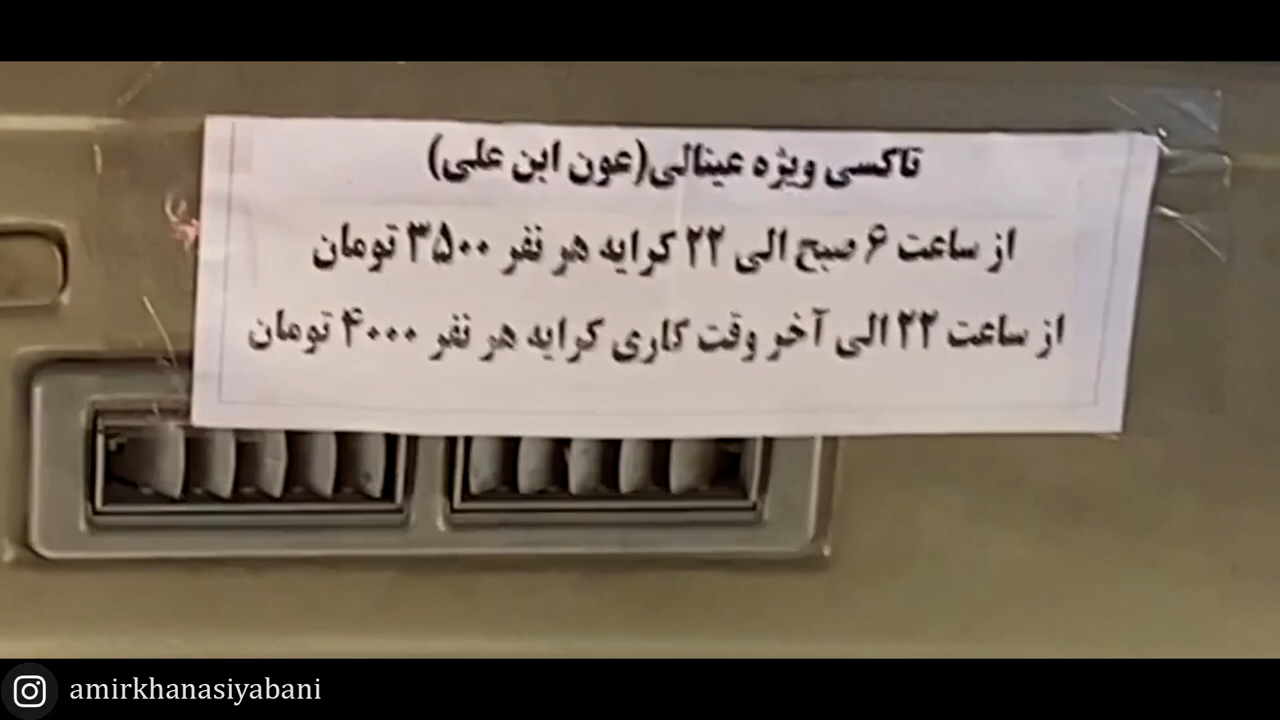 تاکسی ویژه عینالی(عون ابن علی)
از ساعت ۶ صبح الی ۲۲ کرایه هر نفر ۳۵۰۰ تومان
از ساعت ۲۲ الی آخر وقت کاری کرایه هر نفر ۴۰۰۰ تومان
amirkhanasiyabani